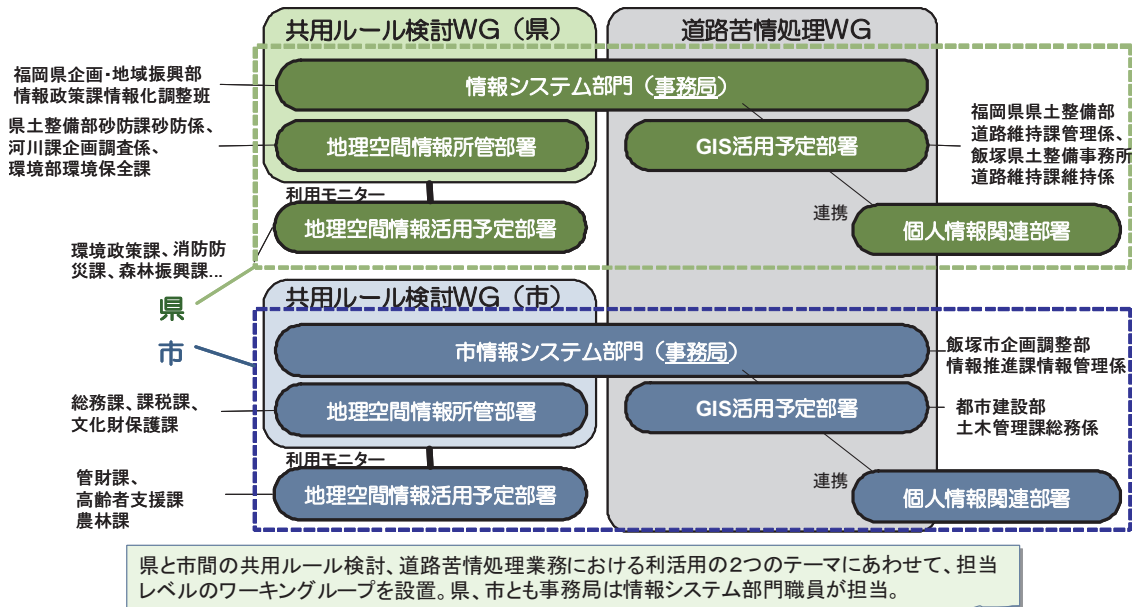 共用ルール検討WG(県)
道路苦情処理WG
福岡県企画・地域振興部
情報政策課情報化調整班
情報システム部門(事務局)
県土整備部砂防課砂防係、
河川課企画調査係、
環境部環境保全課
地理空間情報所管部署
GIS活用予定部署
福岡県県土整備部
道路維持課管理係、
飯塚県土整備事務所
道路維持課維持係
利用モニター
地理空間情報活用予定部署
連携
個人情報関連部署
環境政策課、消防防
災課、森林振興課...
県
共用ルール検討WG(市)
市
市情報システム部門(事務局)
飯塚市企画調整部
情報推進課情報管理係
総務課、課税課、
文化財保護課
地理空間情報所管部署
GIS活用予定部署
都市建設部
土木管理課総務係
利用モニター
管財課、
高齢者支援課
農林課
地理空間情報活用予定部署
連携
個人情報関連部署
県と市間の共用ルール検討、道路苦情処理業務における利活用の2つのテーマにあわせて、担当
レベルのワーキングループを設置。県、市とも事務局は情報システム部門職員が担当。